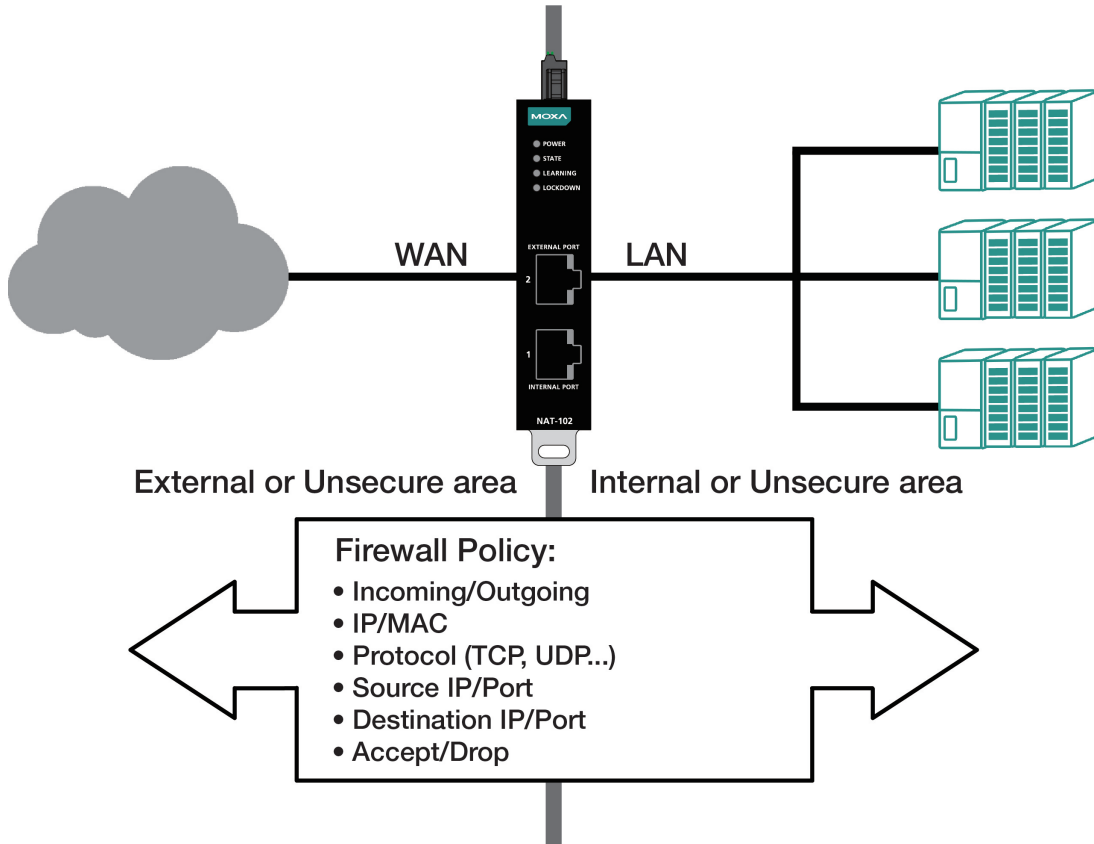 MOXA
POWER
STATE
LEARNING
LOCKDOWN
WAN
EXTERNAL PORT
LAN
2
1
INTERNAL PORT
NAT-102
External or Unsecure area
Internal or Unsecure area
Firewall Policy:
• Incoming/Outgoing
• IP/MAC
• Protocol (TCP, UDP...)
• Source IP/Port
• Destination IP/Port
• Accept/Drop